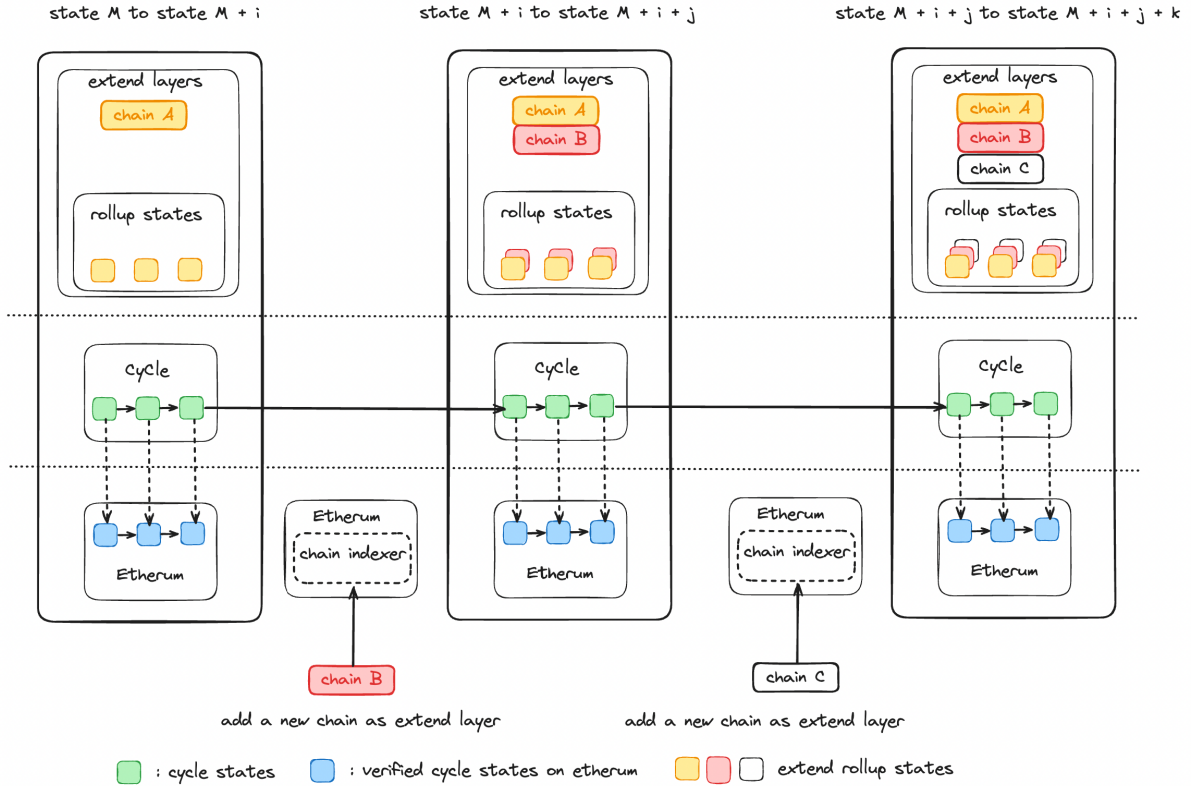 state M to state M + i
state M + i to state M + i + j
state M + i + j to state M + i + j + k
extend layers
chain A
rollup states
extend layers
chain A
chain B
rollup states
extend layers
chain A
chain B
chain C
rollup states
cycle
cycle
cycle
Etherum
Etherum
chain indexer
Etherum
Etherum
chain indexer
Etherum
chain B
chain C
add a new chain as extend layer
add a new chain as extend layer
: cycle states
: verified cycle states on etherum
extend rollup states